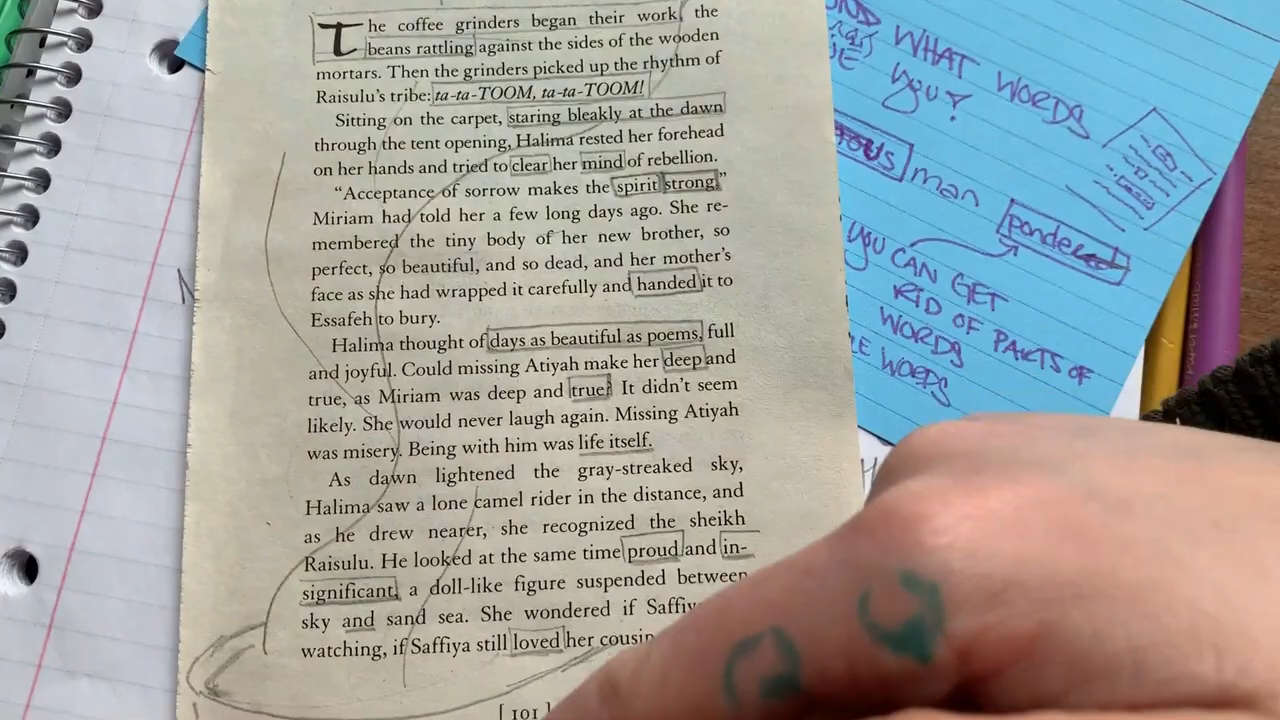 The coffee grinders began their work, the
beans rattling against the sides of the wooden
mortars. Then the grinders picked up the rhythm of
Raisulu's tribe: ta-ta-TOOM, ta-ta-TOOM!
Sitting on the carpet, staring bleakly at the dawn
through the tent opening, Halima rested her forehead
on her hands and tried to clear her mind of rebellion.
"Acceptance of sorrow makes the spirit strong,"
Miriam had told her a few long days ago. She re-
membered the tiny body of her new brother, so
perfect, so beautiful, and so dead, and her mother's
face as she had wrapped it carefully and handed it to
Essafeh to bury.
Halima thought of days as beautiful as poems, full
and joyful. Could missing Atiyah make her deep and
true, as Miriam was deep and true? It didn't seem
likely. She would never laugh again. Missing Atiyah
was misery. Being with him was life itself.
As dawn lightened the gray-streaked sky,
Halima saw a lone camel rider in the distance, and
as he drew nearer, she recognized the sheikh
Raisulu. He looked at the same time proud and in-
significant, a doll-like figure suspended between
sky and sand sea. She wondered if Saffiy
watching, if Saffiya still loved her cousin
[ 101 ]
WHAT WORDS
YOU?
man
pondered
YOU CAN GET
RID OF PARTS OF
WORDS
WORDS